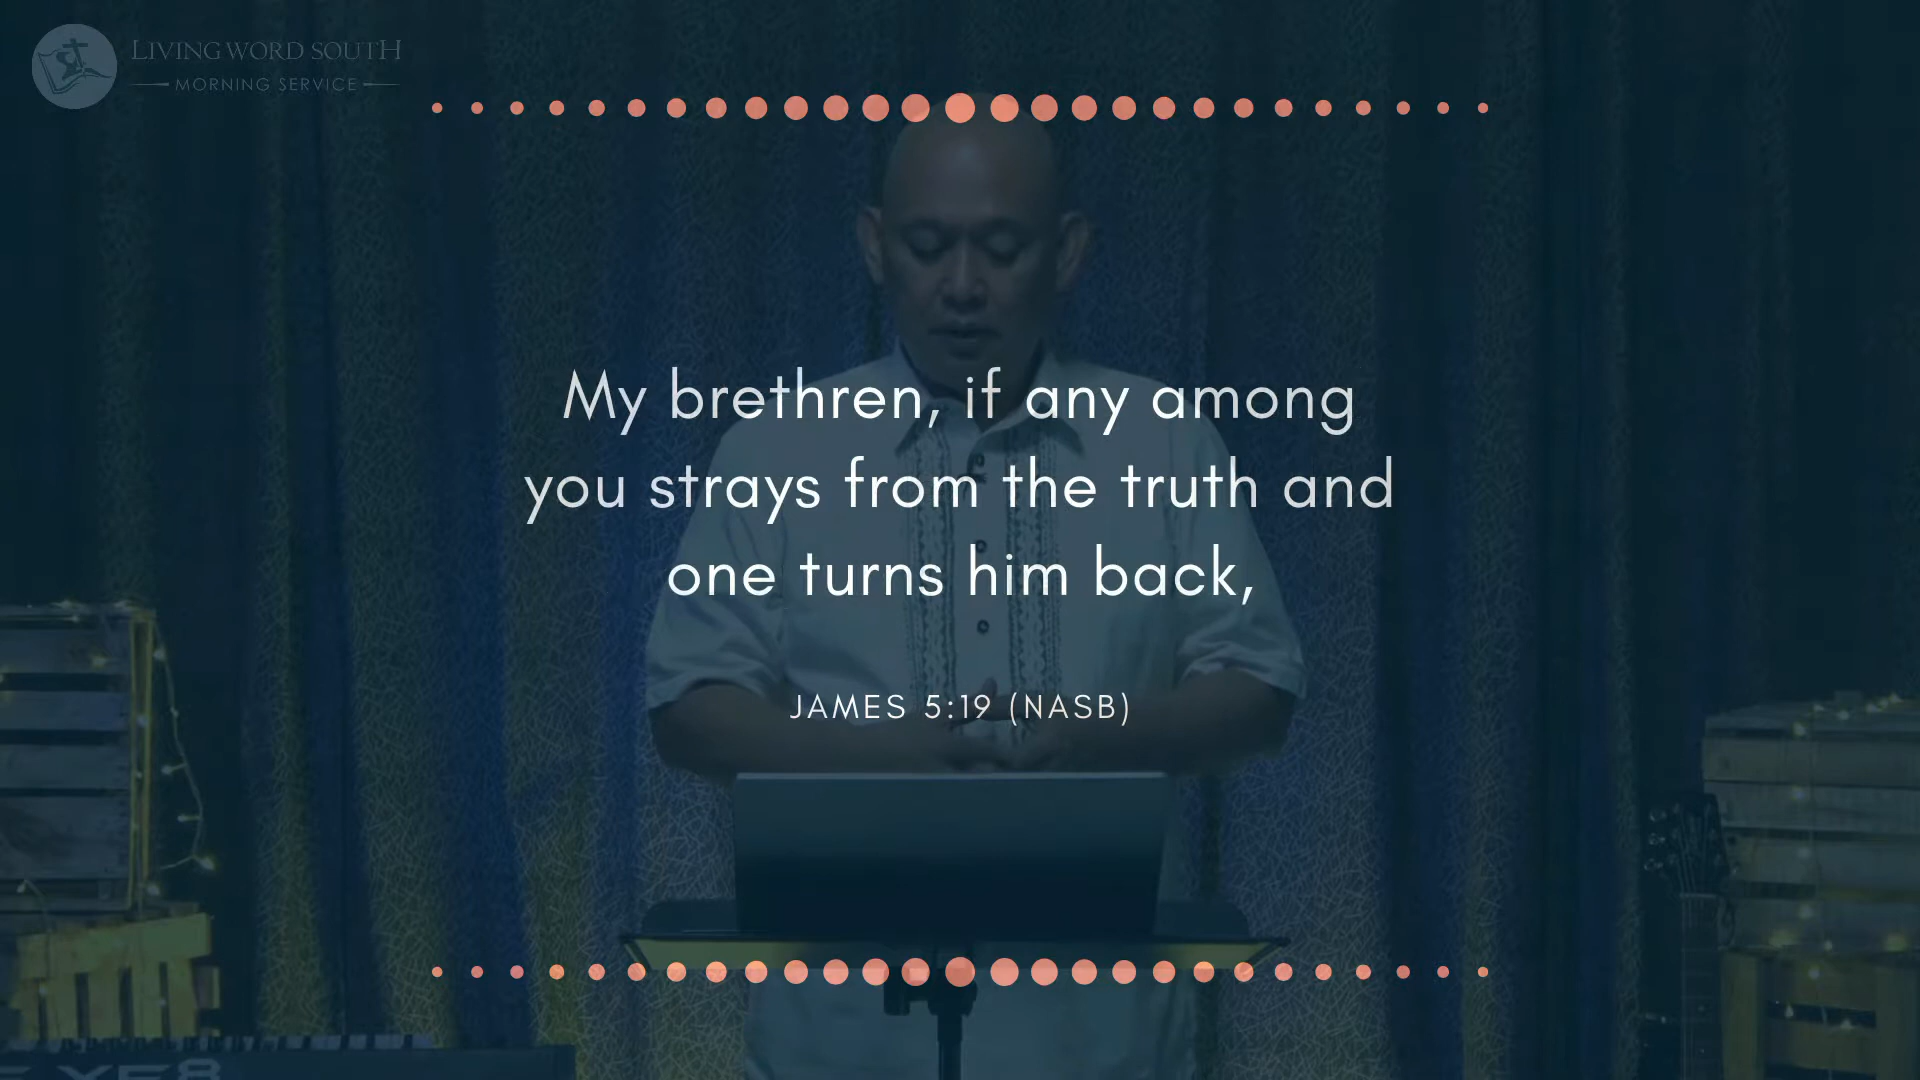 LIVING WORD SOUTH
MORNING SERVICE
My brethren, if any among
you strays from the truth and
one turns him back,
JAMES 5:19 (NASB)